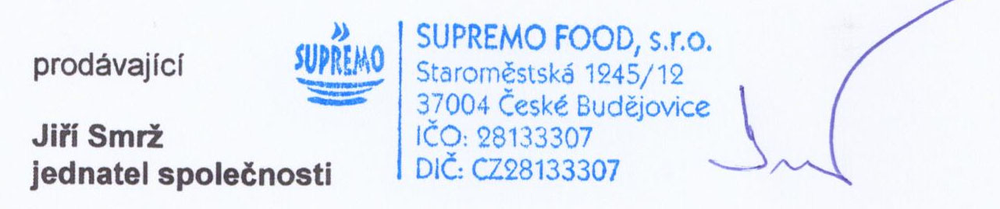 prodávající
Jiří Smrž
jednatel společnosti
SUPREMO
SUPREMO FOOD, s.r.o.
Staroměstská 1245/12
37004 České Budějovice
IČO: 28133307
DIČ: CZ28133307